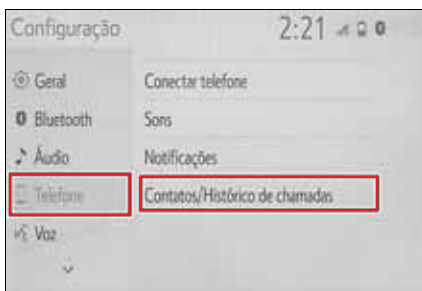 Configuração 2:21
Geral
Bluetooth
Áudio
Telefone
Voz
Conectar telefone
Sons
Notificações
Contatos/Histórico de chamadas